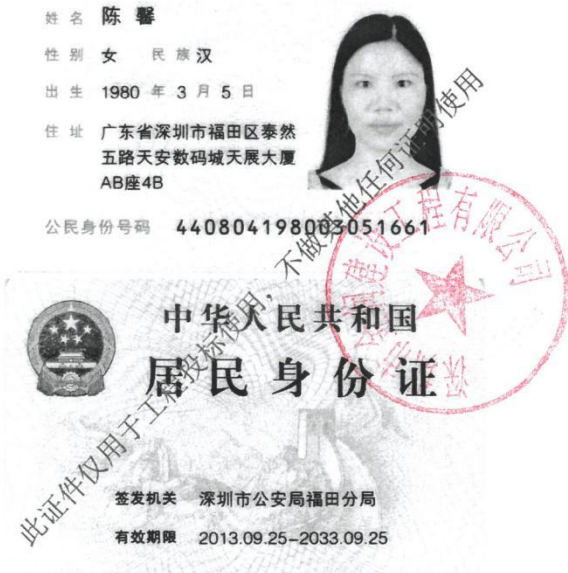 姓名 陈馨
性别 女 民族 汉
出生 1980 年 3 月 5 日
住址 广东省深圳市福田区泰然
五路天安数码城天展大厦
AB座4B
公民身份号码 440804198003051661
中华人民共和国
居民身份证
签发机关 深圳市公安局福田分局
有效期限 2013.09.25-2033.09.25
此证件仅用于工程投标使用，不做其他任何证明使用
建设工程有限公司